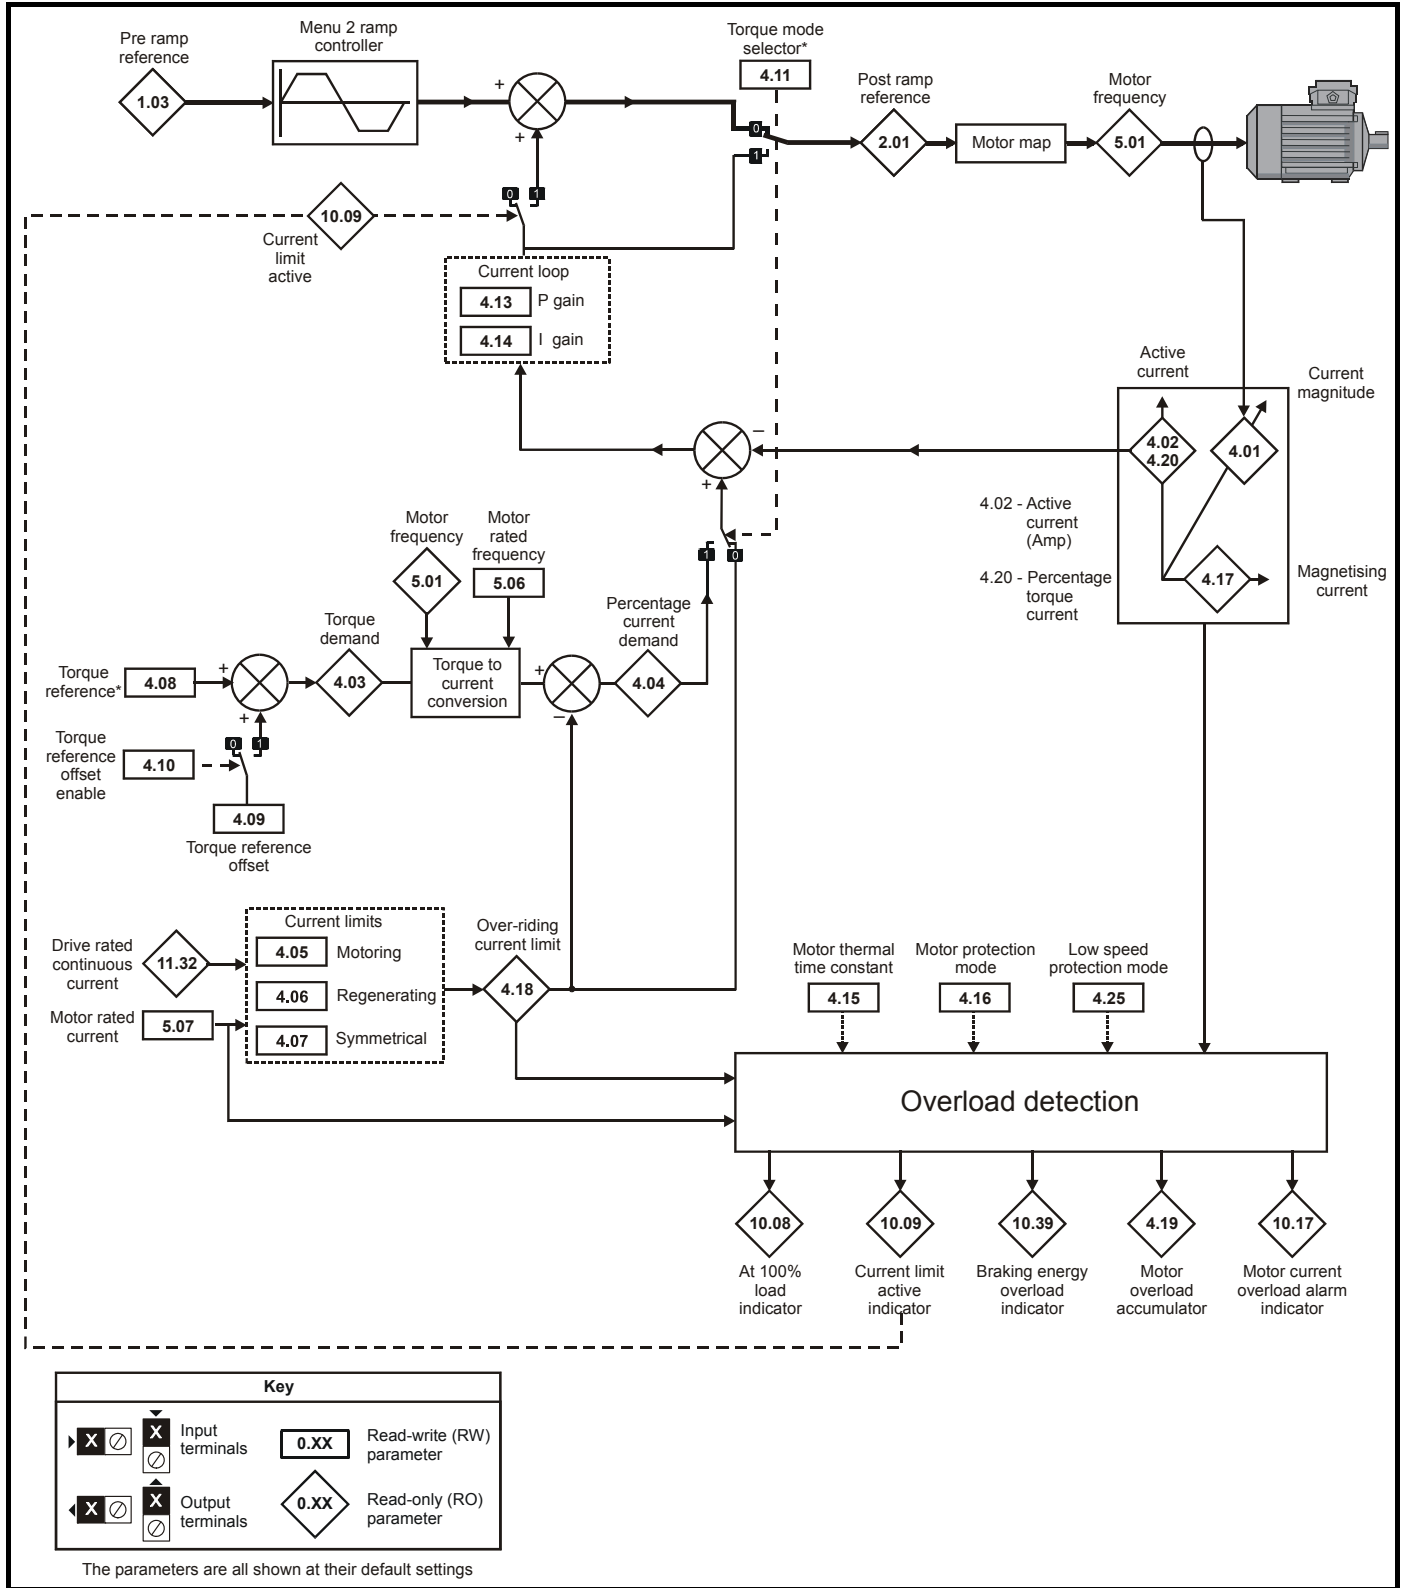 Pre ramp
reference
1.03
Menu 2 ramp
controller
+
+
Torque mode
selector*
4.11
0
1
Post ramp
reference
2.01
Motor map
Motor
frequency
5.01
0 1
10.09
Current
limit
active
Current loop
4.13 P gain
4.14 I gain
Active
current
Current
magnitude
4.02
4.20
4.01
4.17
Magnetising
current
4.02 - Active
current
(Amp)
4.20 - Percentage
torque
current
–
+
1 0
Motor
frequency
5.01
Motor
rated
frequency
5.06
Percentage
current
demand
4.04
Torque
demand
4.03
Torque to
current
conversion
+
–
Torque
reference*
4.08
+
+
0 1
Torque
reference
offset
enable
4.10
4.09
Torque reference
offset
Drive rated
continuous
current
11.32
Motor rated
current
5.07
Current limits
4.05 Motoring
4.06 Regenerating
4.07 Symmetrical
Over-riding
current limit
4.18
Motor thermal
time constant
4.15
Motor protection
mode
4.16
Low speed
protection mode
4.25
Overload detection
10.08
At 100%
load
indicator
10.09
Current limit
active
indicator
10.39
Braking energy
overload
indicator
4.19
Motor
overload
accumulator
10.17
Motor current
overload alarm
indicator
Key
X
X
Input
terminals
0.XX
Read-write (RW)
parameter
X
X
Output
terminals
0.XX
Read-only (RO)
parameter
The parameters are all shown at their default settings